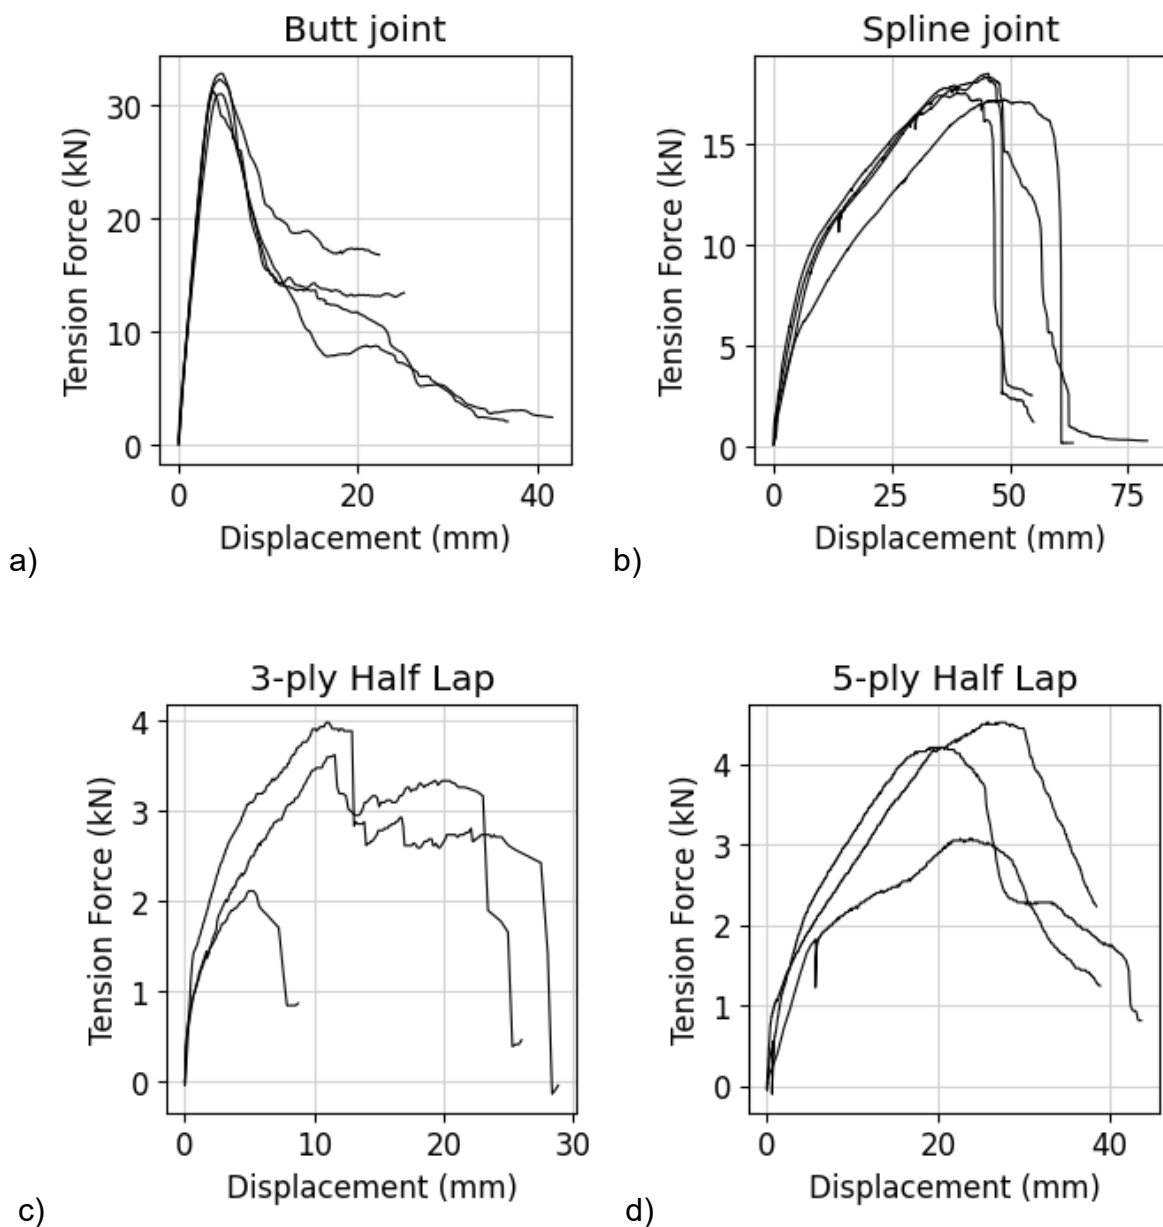 Butt joint
Tension Force (kN)
30
20
10
0
0 20 40
Displacement (mm)
a)
Spline joint
Tension Force (kN)
15
10
5
0
0 25 50 75
Displacement (mm)
b)
3-ply Half Lap
Tension Force (kN)
4
3
2
1
0
0 10 20 30
Displacement (mm)
c)
5-ply Half Lap
Tension Force (kN)
4
3
2
1
0
0 20 40
Displacement (mm)
d)